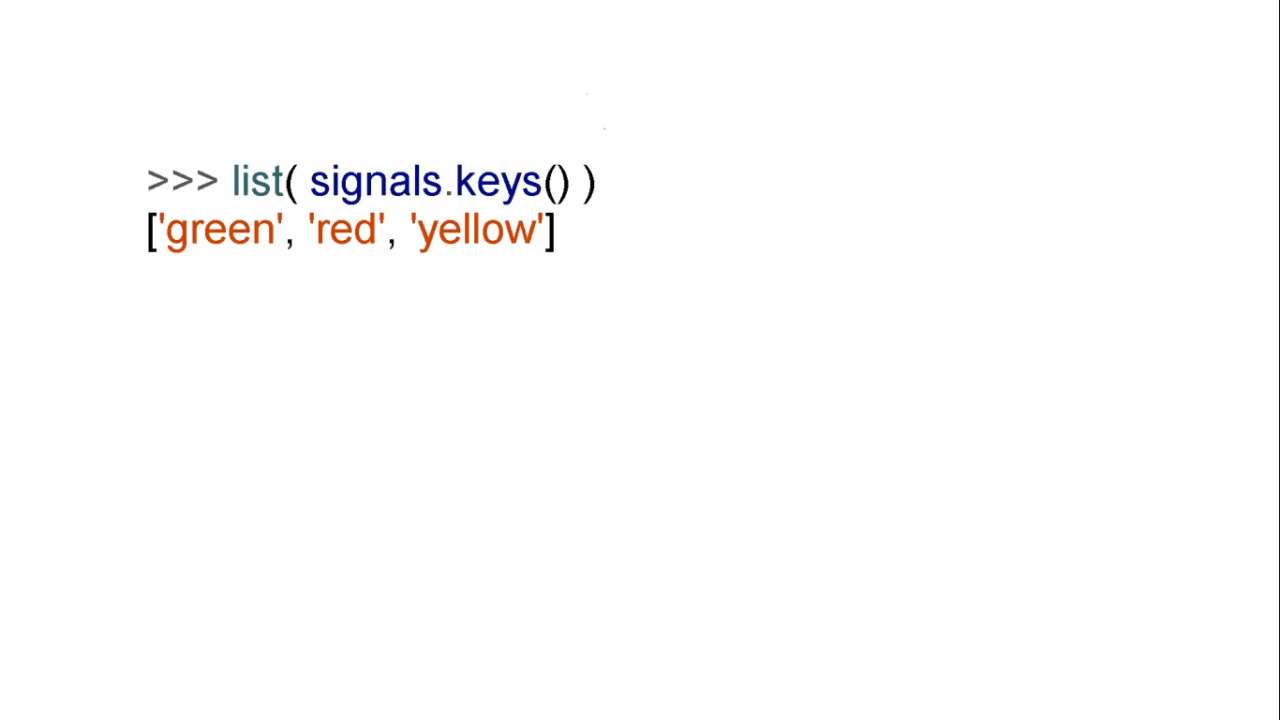 >>> list( signals.keys() )
['green', 'red', 'yellow']